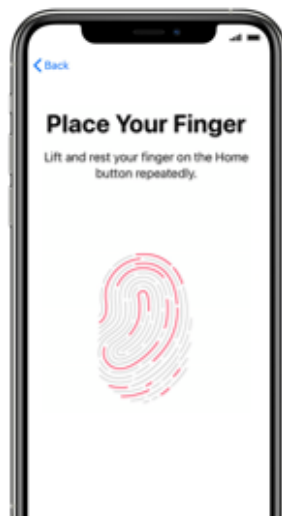 Back
Place Your Finger
Lift and rest your finger on the Home
button repeatedly.